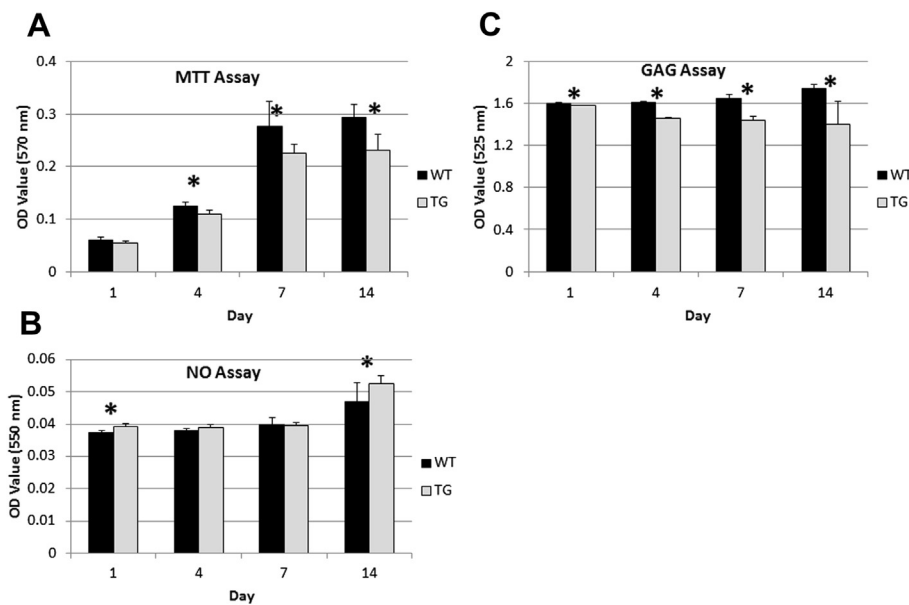 A
MTT Assay
OD Value (570 nm)
0.4
0.3
0.2
0.1
0
1 4 7 14
Day
WT
TG
*
*
*
B
NO Assay
OD Value (550 nm)
0.06
0.05
0.04
0.03
0.02
0.01
0
1 4 7 14
Day
WT
TG
*
*
C
GAG Assay
OD Value (525 nm)
2
1.6
1.2
0.8
0.4
0
1 4 7 14
Day
WT
TG
*
*
*
*